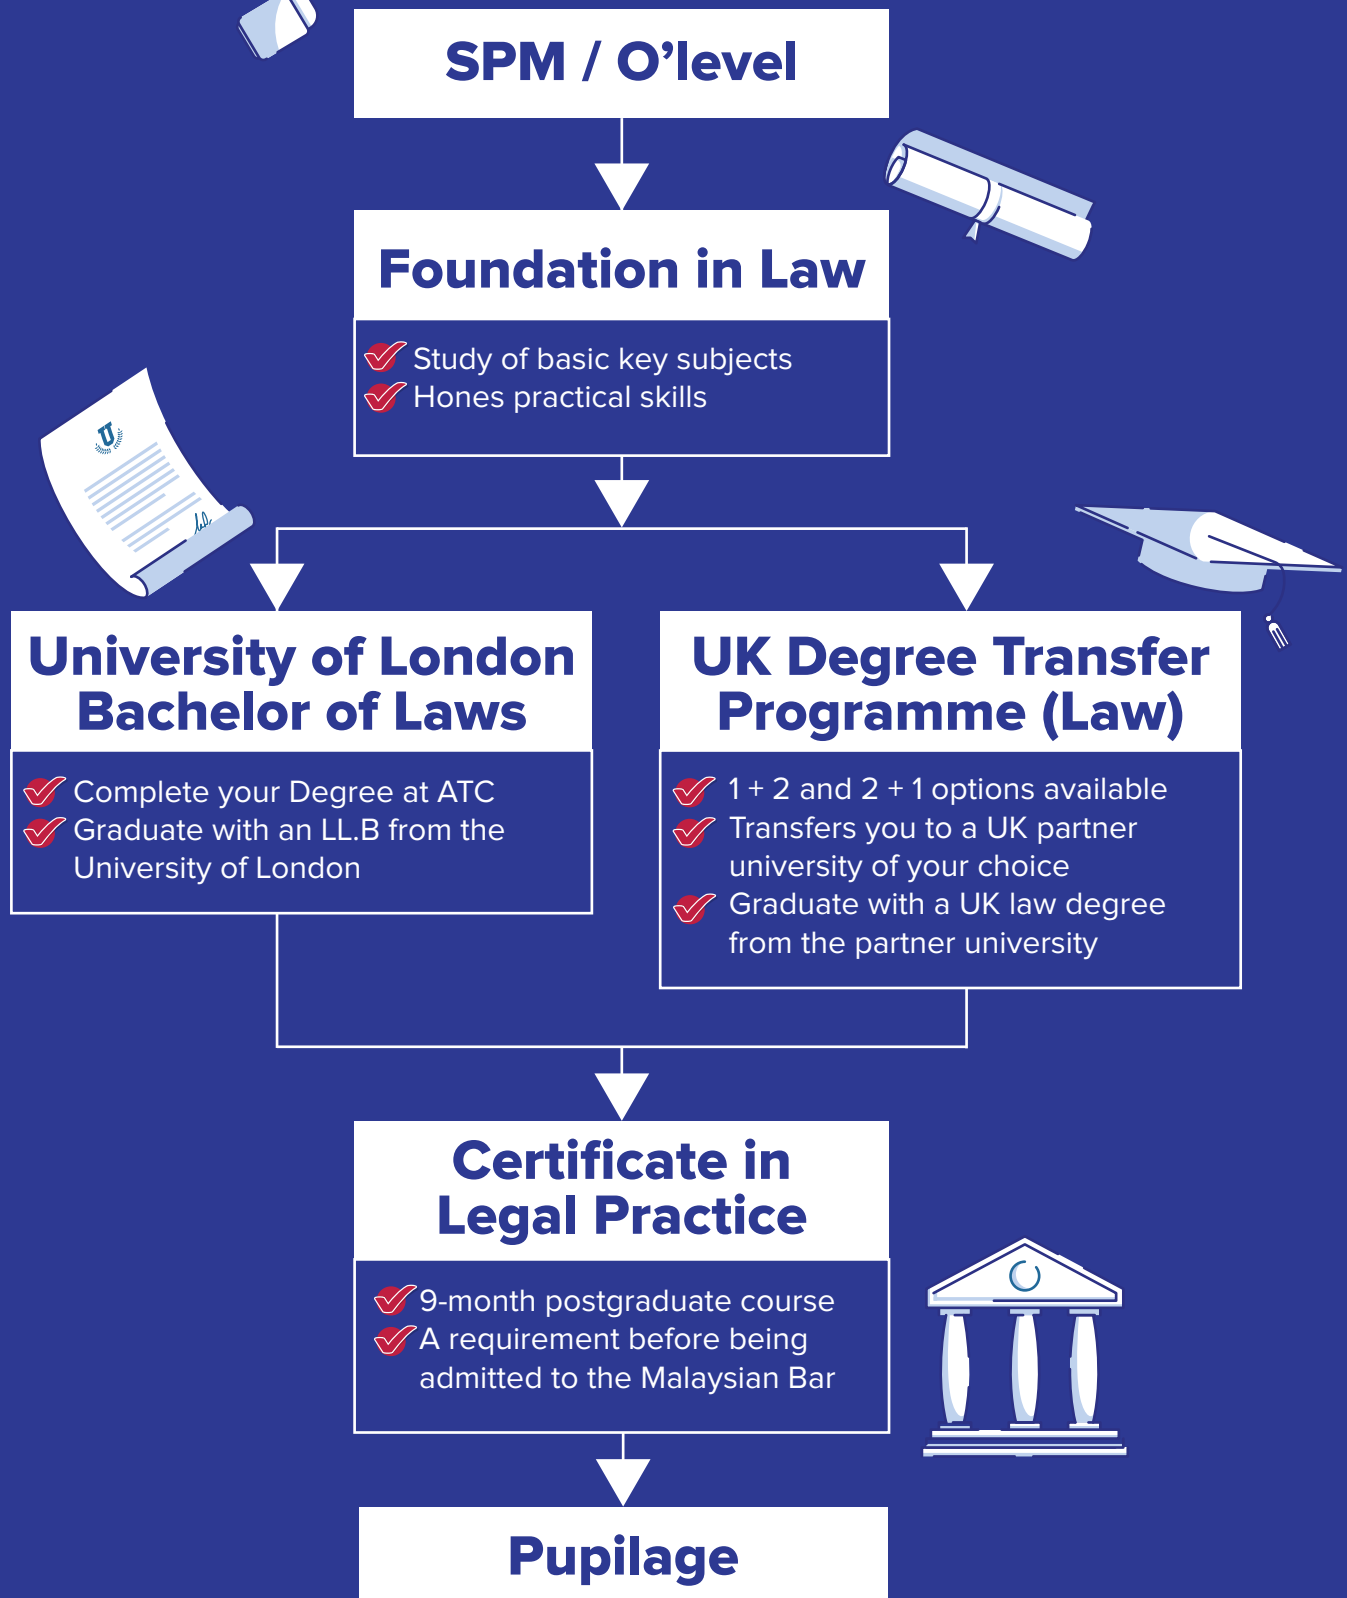 SPM / O’level
Foundation in Law
Study of basic key subjects
Hones practical skills
University of London
Bachelor of Laws
Complete your Degree at ATC
Graduate with an LL.B from the
University of London
UK Degree Transfer
Programme (Law)
1 + 2 and 2 + 1 options available
Transfers you to a UK partner
university of your choice
Graduate with a UK law degree
from the partner university
Certificate in
Legal Practice
9-month postgraduate course
A requirement before being
admitted to the Malaysian Bar
Pupilage